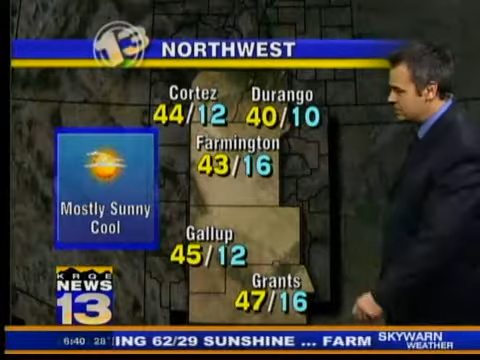 13 NORTHWEST
Cortez
44/12
Durango
40/10
Farmington
43/16
Mostly Sunny
Cool
Gallup
45/12
Grants
47/16
KRQE
NEWS
13
6:40 28° ING 62/29 SUNSHINE ... FARM
SKYWARN
WEATHER